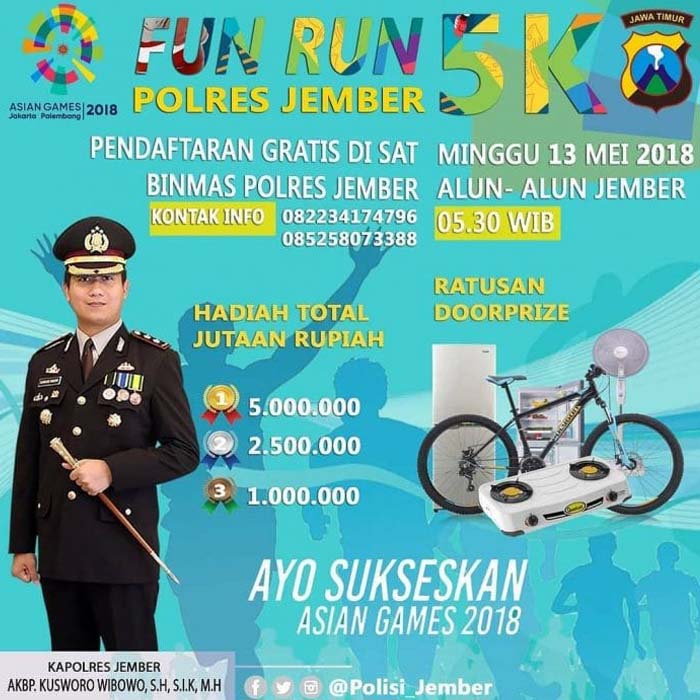 ASIAN GAMES
Jakarta Palembang
2018
FUN RUN 5K
POLRES JEMBER
JAWA TIMUR
PENDAFTARAN GRATIS DI SAT
BINMAS POLRES JEMBER
KONTAK INFO 082234174796
085258073388
MINGGU 13 MEI 2018
ALUN- ALUN JEMBER
05.30 WIB
HADIAH TOTAL
JUTAAN RUPIAH
1 5.000.000
2 2.500.000
3 1.000.000
RATUSAN
DOORPRIZE
AYO SUKSESKAN
ASIAN GAMES 2018
KAPOLRES JEMBER
AKBP. KUSWORO WIBOWO, S.H, S.I.K, M.H
@Polisi_Jember